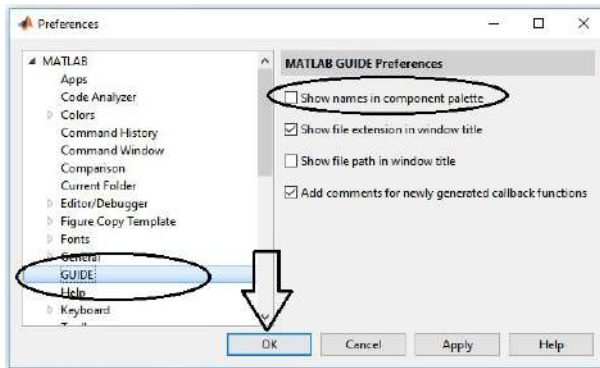 Preferences
MATLAB
Apps
Code Analyzer
Colors
Command History
Command Window
Comparison
Current Folder
Editor/Debugger
Figure Copy Template
Fonts
General
GUIDE
Help
Keyboard
MATLAB GUIDE Preferences
Show names in component palette
Show file extension in window title
Show file path in window title
Add comments for newly generated callback functions
OK
Cancel
Apply
Help